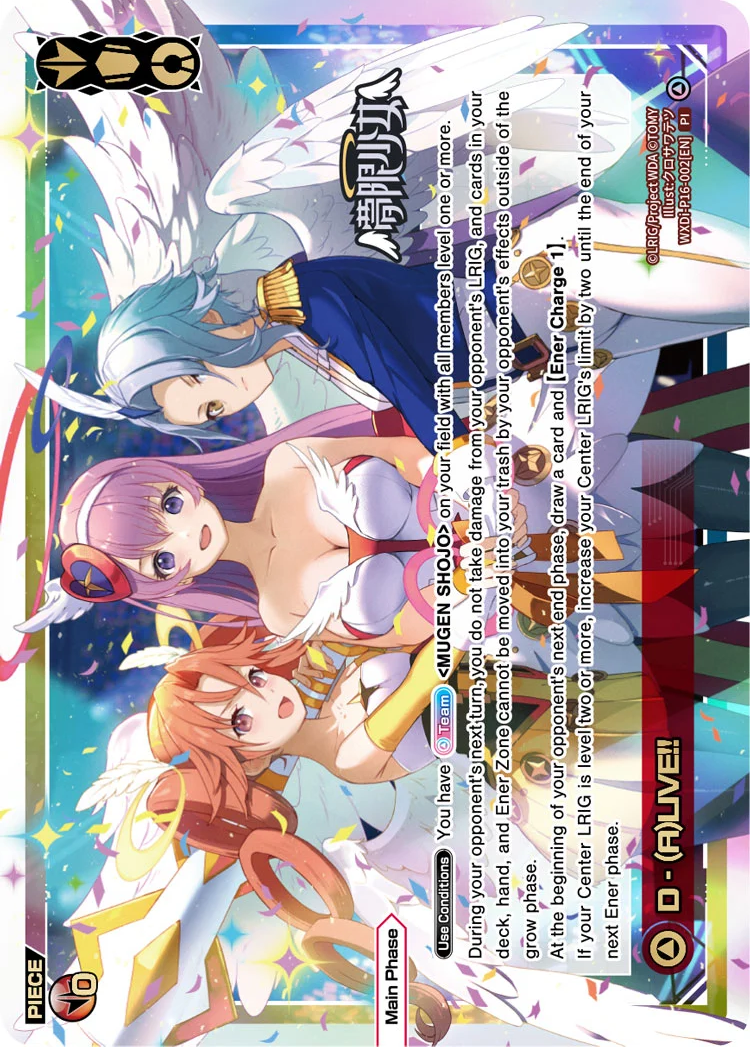 PIECE
0
夢限少女
Main Phase
Use Conditions You have Team <MUGEN SHOJO> on your field with all members level one or more.
During your opponent's next turn, you do not take damage from your opponent's LRIG, and cards in your
deck, hand, and Ener Zone cannot be moved into your trash by your opponent's effects outside of the
grow phase.
At the beginning of your opponent's next end phase, draw a card and [Ener Charge 1].
If your Center LRIG is level two or more, increase your Center LRIG's limit by two until the end of your
next Ener phase.
D - (A)LIVE!!
©LRIG/Project WDA ©TOMY
Illust:クロサワテツ
WXDi-P16-002[EN] PI